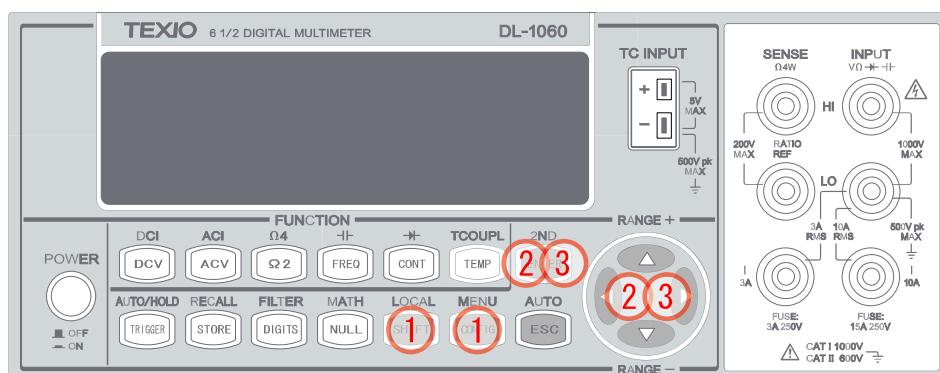 TEXIO 6 1/2 DIGITAL MULTIMETER DL-1060
TC INPUT
+
−
5V
MAX
500V pk
MAX
SENSE
Ω4W
INPUT
VΩ
HI
200V
MAX
RATIO
REF
1000V
MAX
LO
3A
RMS
10A
RMS
500V pk
MAX
3A
10A
FUSE:
3A 250V
FUSE:
15A 250V
CAT I 1000V
CAT II 600V
FUNCTION
RANGE +
DCI ACI Ω4 TCOUPL 2ND
POWER
DCV ACV Ω2 FREQ CONT TEMP 2 3
2 3
AUTO/HOLD RECALL FILTER MATH LOCAL MENU AUTO
TRIGGER STORE DIGITS NULL SHIFT 1 CONFIG 1 ESC
OFF
ON
RANGE −